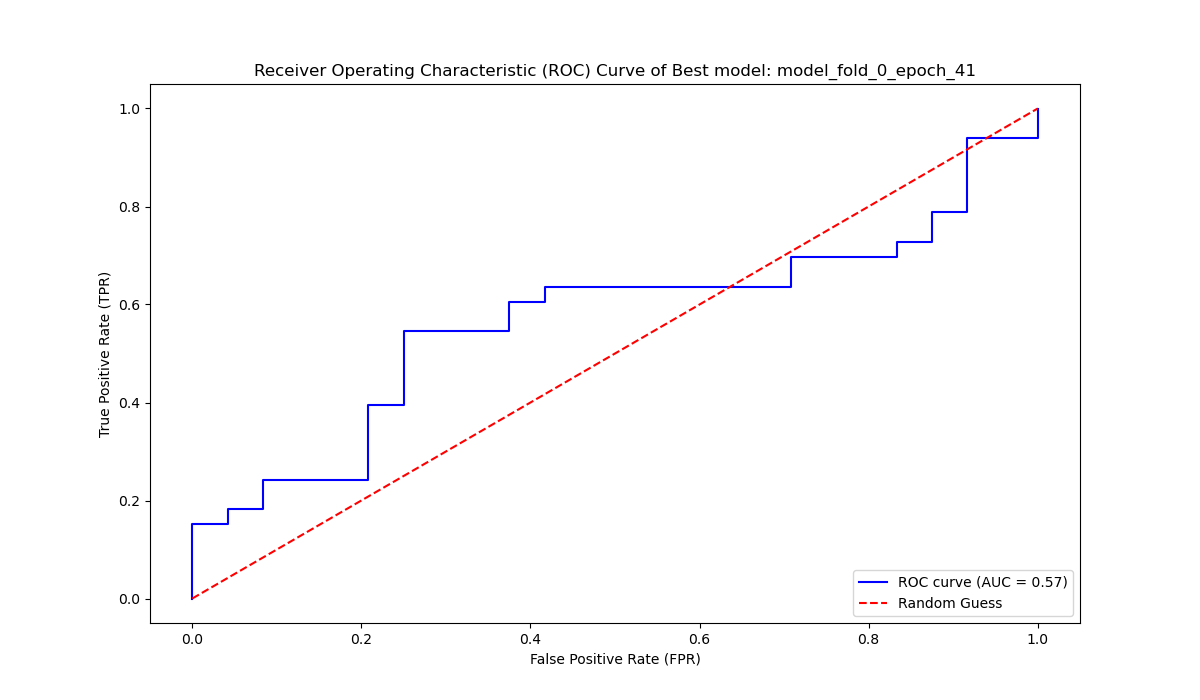 Receiver Operating Characteristic (ROC) Curve of Best model: model_fold_0_epoch_41
1.0
0.8
0.6
0.4
0.2
0.0
True Positive Rate (TPR)
0.0 0.2 0.4 0.6 0.8 1.0
False Positive Rate (FPR)
ROC curve (AUC = 0.57)
Random Guess